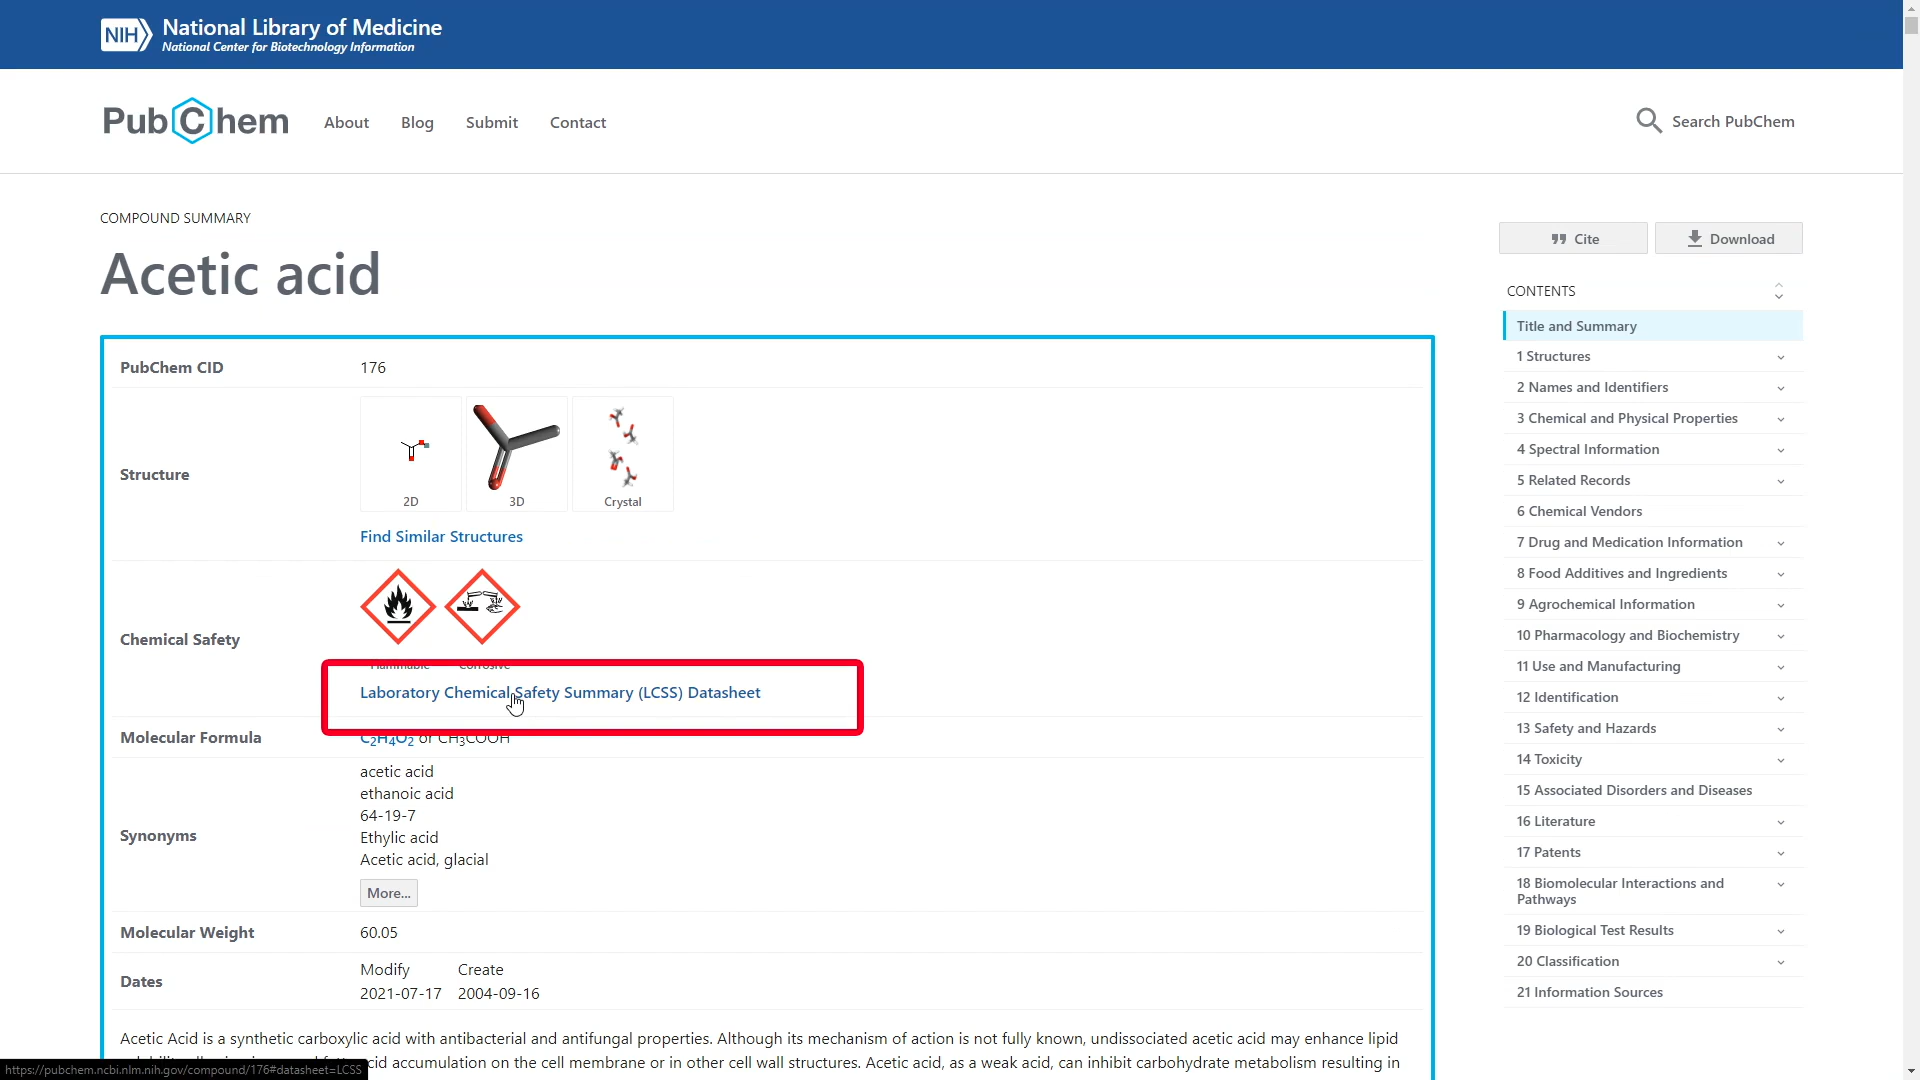 NIH National Library of Medicine
National Center for Biotechnology Information
PubChem About Blog Submit Contact Search PubChem
COMPOUND SUMMARY
Acetic acid
Cite Download
CONTENTS
Title and Summary
1 Structures
2 Names and Identifiers
3 Chemical and Physical Properties
4 Spectral Information
5 Related Records
6 Chemical Vendors
7 Drug and Medication Information
8 Food Additives and Ingredients
9 Agrochemical Information
10 Pharmacology and Biochemistry
11 Use and Manufacturing
12 Identification
13 Safety and Hazards
14 Toxicity
15 Associated Disorders and Diseases
16 Literature
17 Patents
18 Biomolecular Interactions and
Pathways
19 Biological Test Results
20 Classification
21 Information Sources
PubChem CID 176
Structure
2D 3D Crystal
Find Similar Structures
Chemical Safety
Flammable Corrosive
Laboratory Chemical Safety Summary (LCSS) Datasheet
Molecular Formula C2H4O2 or CH3COOH
Synonyms
acetic acid
ethanoic acid
64-19-7
Ethylic acid
Acetic acid, glacial
More...
Molecular Weight 60.05
Dates
Modify Create
2021-07-17 2004-09-16
Acetic Acid is a synthetic carboxylic acid with antibacterial and antifungal properties. Although its mechanism of action is not fully known, undissociated acetic acid may enhance lipid
accumulation on the cell membrane or in other cell wall structures. Acetic acid, as a weak acid, can inhibit carbohydrate metabolism resulting in
https://pubchem.ncbi.nlm.nih.gov/compound/176#datasheet=LCSS